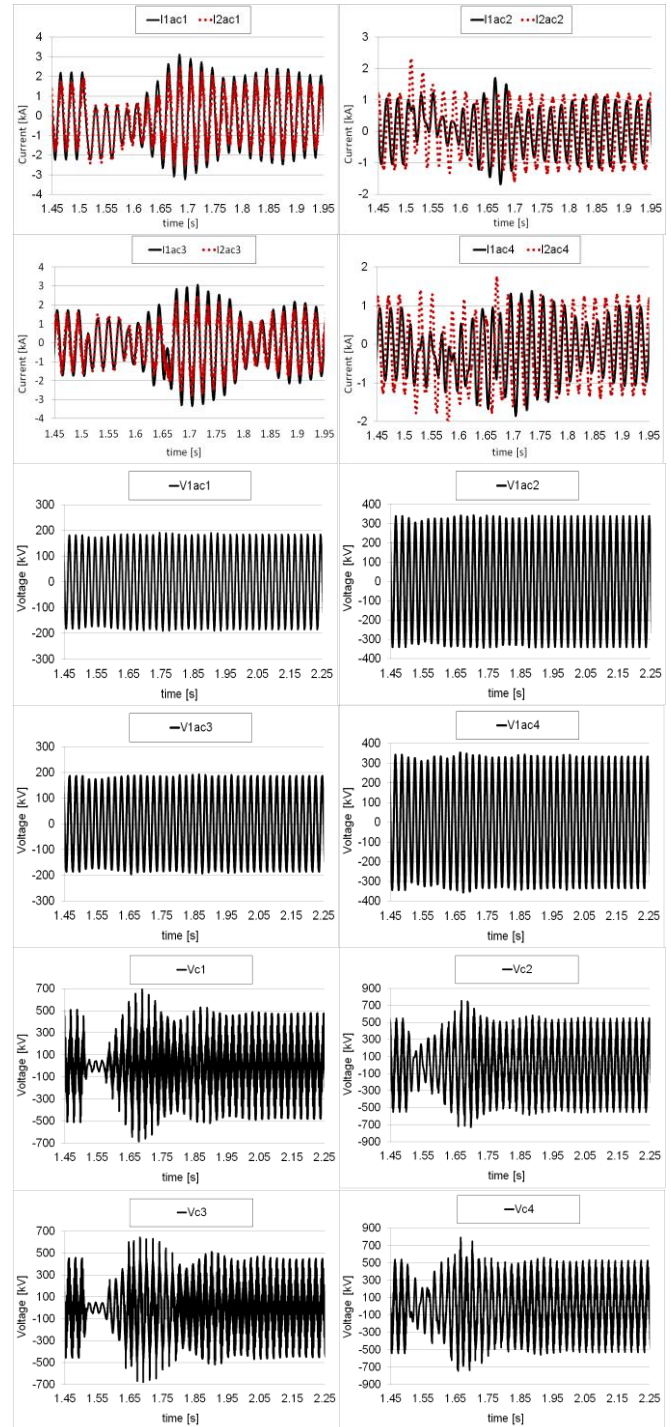 I1ac1 I2ac1
Current [kA]
4
3
2
1
0
-1
-2
-3
-4
1.45 1.5 1.55 1.6 1.65 1.7 1.75 1.8 1.85 1.9 1.95
time [s]
I1ac2 I2ac2
Current [kA]
3
2
1
0
-1
-2
1.45 1.5 1.55 1.6 1.65 1.7 1.75 1.8 1.85 1.9 1.95
time [s]
I1ac3 I2ac3
Current [kA]
4
3
2
1
0
-1
-2
-3
-4
1.45 1.5 1.55 1.6 1.65 1.7 1.75 1.8 1.85 1.9 1.95
time [s]
I1ac4 I2ac4
Current [kA]
2
1
0
-1
-2
1.45 1.5 1.55 1.6 1.65 1.7 1.75 1.8 1.85 1.9 1.95
time [s]
V1ac1
Voltage [kV]
300
200
100
0
-100
-200
-300
1.45 1.55 1.65 1.75 1.85 1.95 2.05 2.15 2.25
time [s]
V1ac2
Voltage [kV]
400
300
200
100
0
-100
-200
-300
-400
1.45 1.55 1.65 1.75 1.85 1.95 2.05 2.15 2.25
time [s]
V1ac3
Voltage [kV]
300
200
100
0
-100
-200
-300
1.45 1.55 1.65 1.75 1.85 1.95 2.05 2.15 2.25
time [s]
V1ac4
Voltage [kV]
400
300
200
100
0
-100
-200
-300
-400
1.45 1.55 1.65 1.75 1.85 1.95 2.05 2.15 2.25
time [s]
Vc1
Voltage [kV]
700
500
300
100
-100
-300
-500
-700
1.45 1.55 1.65 1.75 1.85 1.95 2.05 2.15 2.25
time [s]
Vc2
Voltage [kV]
900
700
500
300
100
-100
-300
-500
-700
-900
1.45 1.55 1.65 1.75 1.85 1.95 2.05 2.15 2.25
time [s]
Vc3
Voltage [kV]
700
500
300
100
-100
-300
-500
-700
1.45 1.55 1.65 1.75 1.85 1.95 2.05 2.15 2.25
time [s]
Vc4
Voltage [kV]
900
700
500
300
100
-100
-300
-500
-700
-900
1.45 1.55 1.65 1.75 1.85 1.95 2.05 2.15 2.25
time [s]